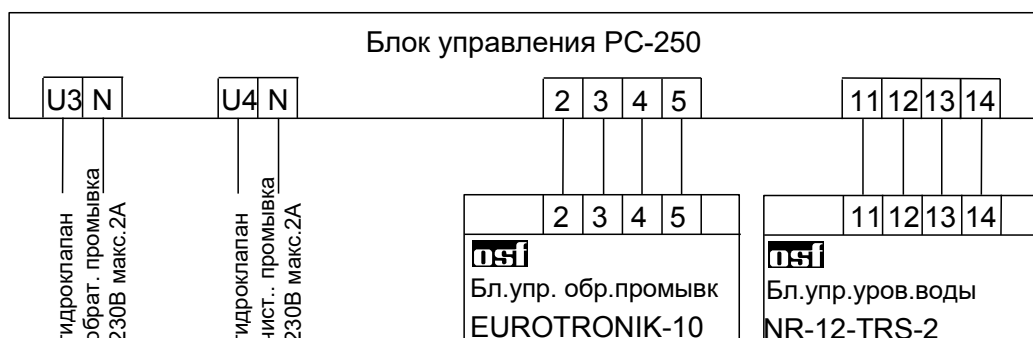 Блок управления PC-250
U3 N
U4 N
2 3 4 5
11 12 13 14
гидроклапан
обрат. промывка
230В макс.2А
гидроклапан
чист.. промывка
230В макс.2А
2 3 4 5
osf
Бл.упр. обр.промывк
EUROTRONIK-10
11 12 13 14
osf
Бл.упр.уров.воды
NR-12-TRS-2